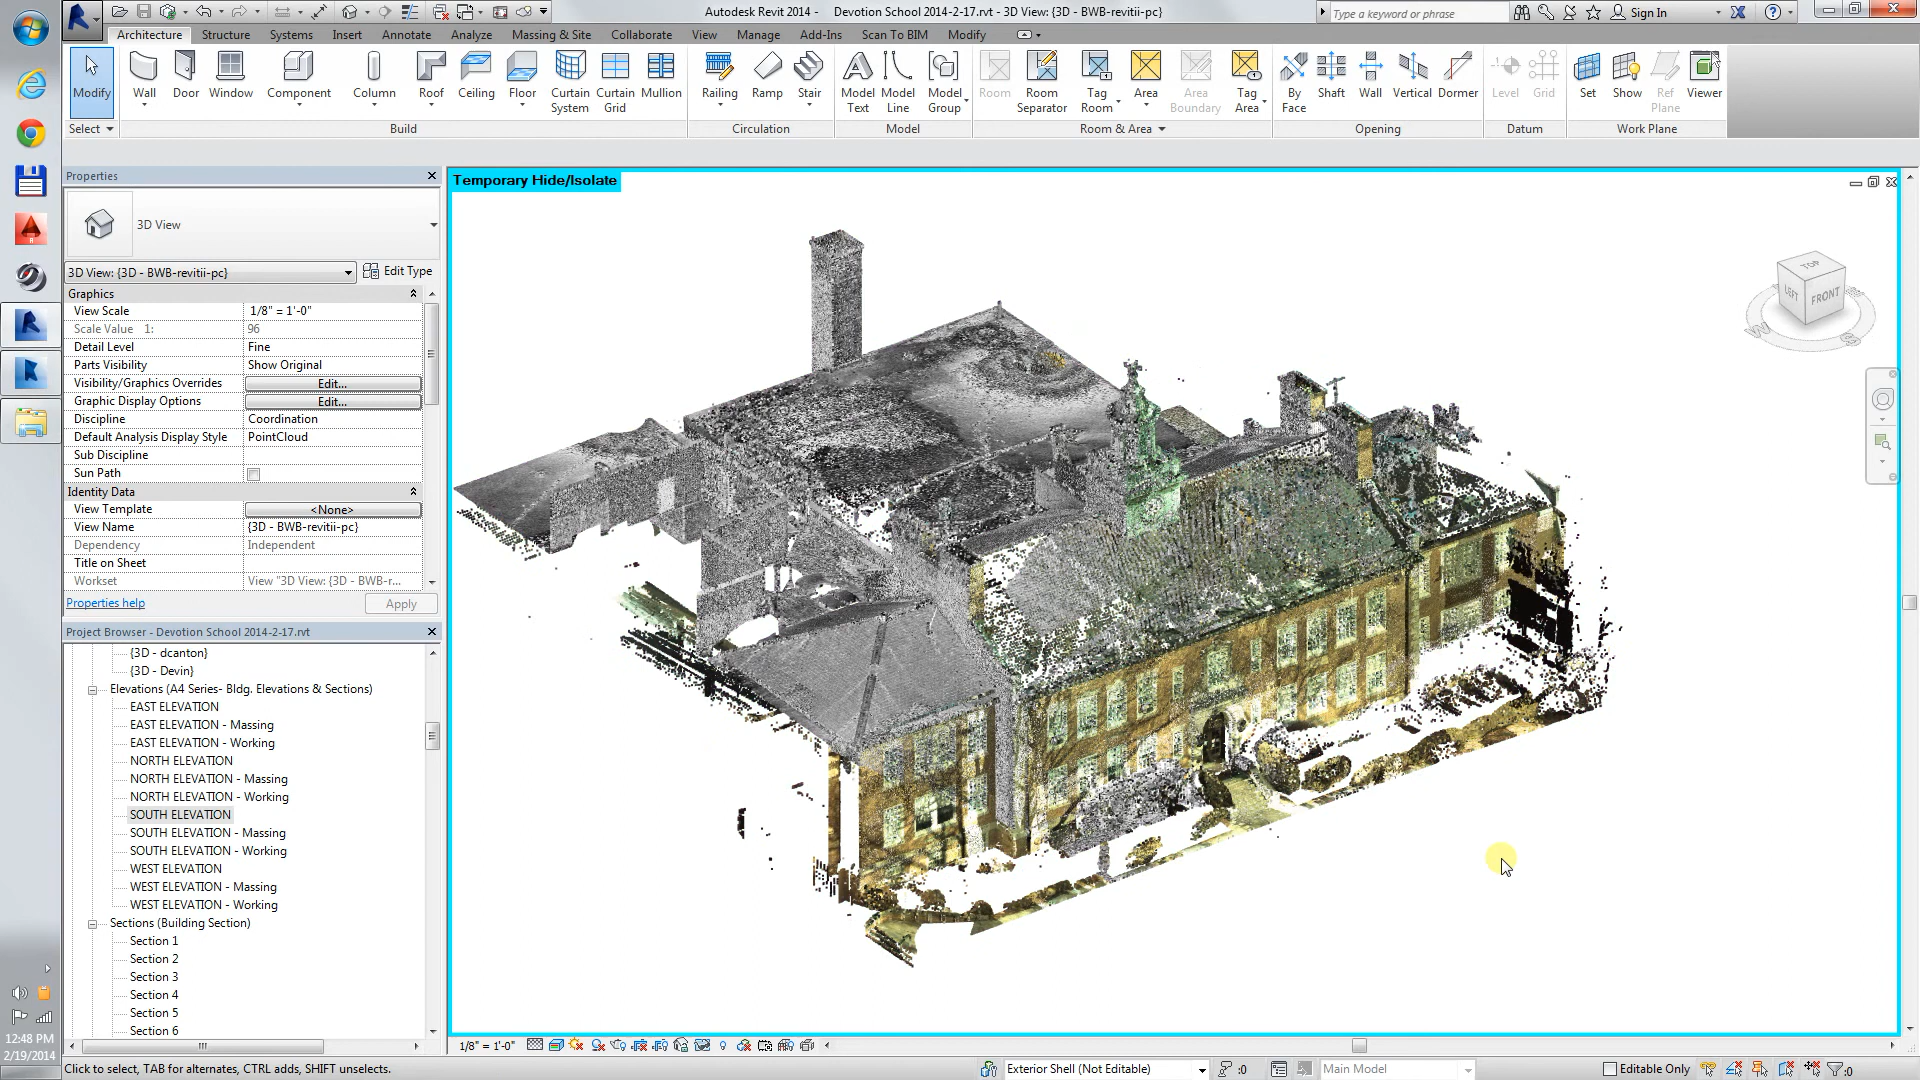 Autodesk Revit 2014 - Devotion School 2014-2-17.rvt - 3D View: {3D - BWB-revitii-pc}
Type a keyword or phrase
Sign In
Architecture Structure Systems Insert Annotate Analyze Massing & Site Collaborate View Manage Add-Ins Scan To BIM Modify
Modify
Wall
Door
Window
Component
Column
Roof
Ceiling
Floor
Curtain System
Curtain Grid
Mullion
Railing
Ramp
Stair
Model Text
Model Line
Model Group
Room
Room Separator
Tag Room
Area
Area Boundary
Tag Area
By Face
Shaft
Wall
Vertical
Dormer
Level
Grid
Set
Show
Ref Plane
Viewer
Select Build Circulation Model Room & Area Opening Datum Work Plane
Properties
3D View
3D View: {3D - BWB-revitii-pc} Edit Type
Graphics
View Scale 1/8" = 1'-0"
Scale Value 1: 96
Detail Level Fine
Parts Visibility Show Original
Visibility/Graphics Overrides Edit...
Graphic Display Options Edit...
Discipline Coordination
Default Analysis Display Style PointCloud
Sub Discipline
Sun Path
Identity Data
View Template <None>
View Name {3D - BWB-revitii-pc}
Dependency Independent
Title on Sheet
Workset View "3D View: {3D - BWB-r...
Properties help Apply
Project Browser - Devotion School 2014-2-17.rvt
{3D - dcanton}
{3D - Devin}
Elevations (A4 Series- Bldg. Elevations & Sections)
EAST ELEVATION
EAST ELEVATION - Massing
EAST ELEVATION - Working
NORTH ELEVATION
NORTH ELEVATION - Massing
NORTH ELEVATION - Working
SOUTH ELEVATION
SOUTH ELEVATION - Massing
SOUTH ELEVATION - Working
WEST ELEVATION
WEST ELEVATION - Massing
WEST ELEVATION - Working
Sections (Building Section)
Section 1
Section 2
Section 3
Section 4
Section 5
Section 6
Temporary Hide/Isolate
TOP
LEFT
FRONT
W
S
1/8" = 1'-0"
12:48 PM
2/19/2014
Click to select, TAB for alternates, CTRL adds, SHIFT unselects.
Exterior Shell (Not Editable)
:0
Main Model
Editable Only
:0